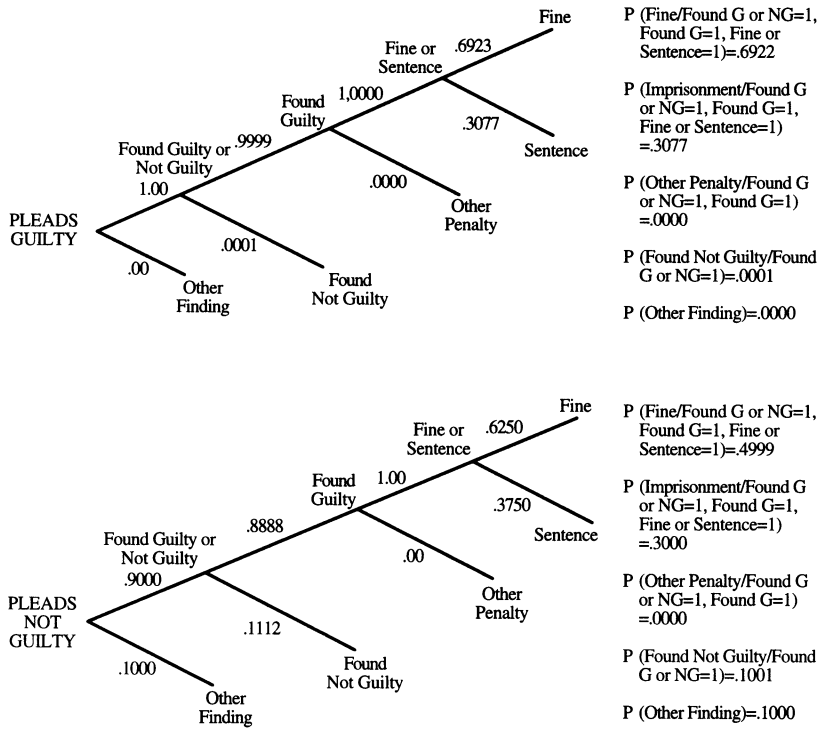 Fine
.6923
Fine or
Sentence
1,0000
.3077
Sentence
Found
Guilty
.9999
.0000
Other
Penalty
Found Guilty or
Not Guilty
1.00
.0001
Found
Not Guilty
PLEADS
GUILTY
.00
Other
Finding
P (Fine/Found G or NG=1,
Found G=1, Fine or
Sentence=1)=.6922
P (Imprisonment/Found G
or NG=1, Found G=1,
Fine or Sentence=1)
=.3077
P (Other Penalty/Found G
or NG=1, Found G=1)
=.0000
P (Found Not Guilty/Found
G or NG=1)=.0001
P (Other Finding)=.0000
Fine
.6250
Fine or
Sentence
1.00
.3750
Sentence
Found
Guilty
.8888
.00
Other
Penalty
Found Guilty or
Not Guilty
.9000
.1112
Found
Not Guilty
PLEADS
NOT
GUILTY
.1000
Other
Finding
P (Fine/Found G or NG=1,
Found G=1, Fine or
Sentence=1)=.4999
P (Imprisonment/Found G
or NG=1, Found G=1,
Fine or Sentence=1)
=.3000
P (Other Penalty/Found G
or NG=1, Found G=1)
=.0000
P (Found Not Guilty/Found
G or NG=1)=.1001
P (Other Finding)=.1000